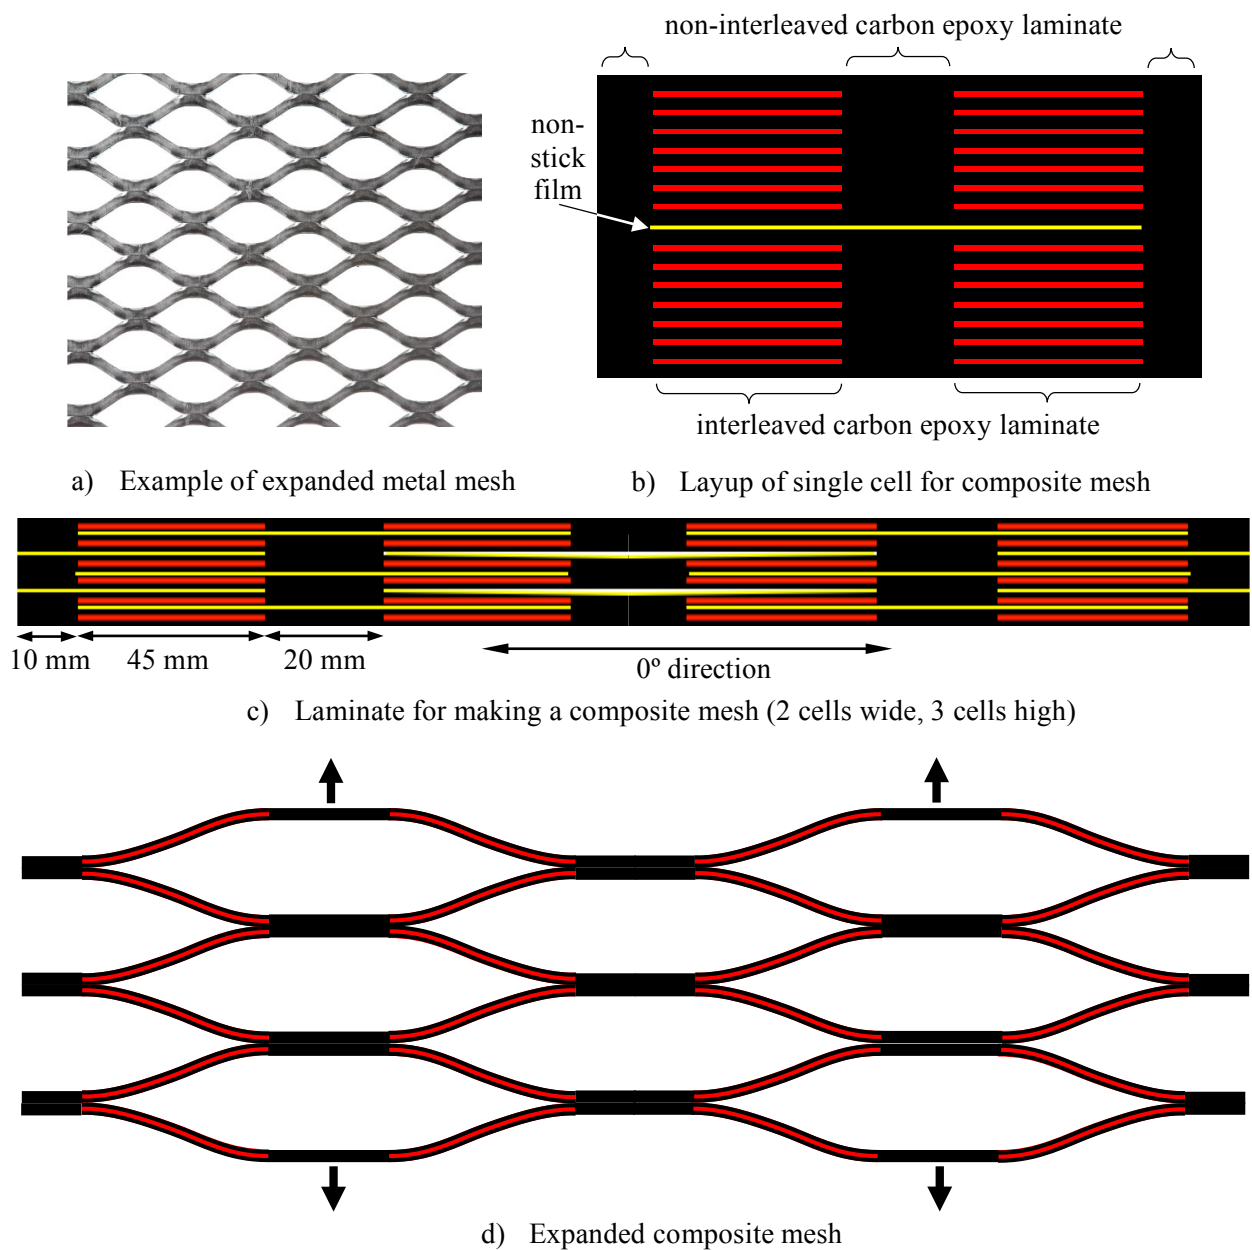 non-interleaved carbon epoxy laminate
non-
stick
film
interleaved carbon epoxy laminate
a) Example of expanded metal mesh
b) Layup of single cell for composite mesh
10 mm
45 mm
20 mm
0º direction
c) Laminate for making a composite mesh (2 cells wide, 3 cells high)
d) Expanded composite mesh